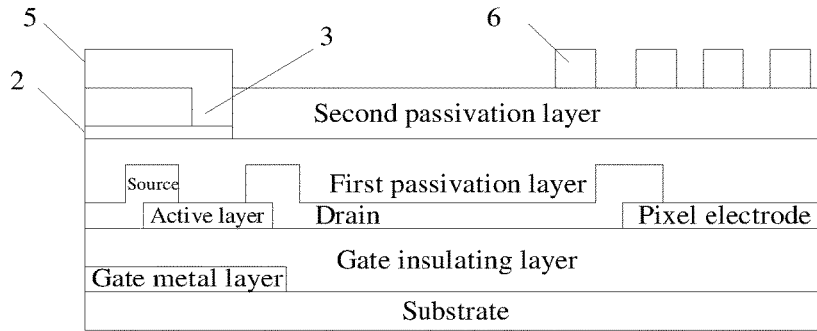 5
3
6
2
Second passivation layer
Source
First passivation layer
Active layer
Drain
Pixel electrode
Gate insulating layer
Gate metal layer
Substrate